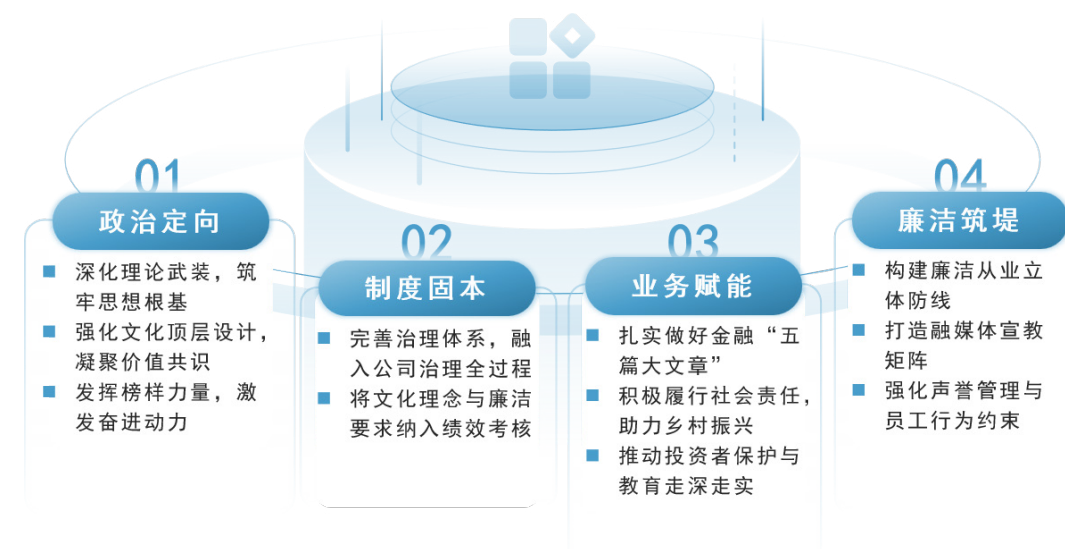 01
政治定向
深化理论武装，筑
牢思想根基
强化文化顶层设计，
凝聚价值共识
发挥榜样力量，激
发奋进动力
02
制度固本
完善治理体系，融
入公司治理全过程
将文化理念与廉洁
要求纳入绩效考核
03
业务赋能
扎实做好金融“五
篇大文章”
积极履行社会责任，
助力乡村振兴
推动投资者保护与
教育走深走实
04
廉洁筑堤
构建廉洁从业立
体防线
打造融媒体宣教
矩阵
强化声誉管理与
员工行为约束